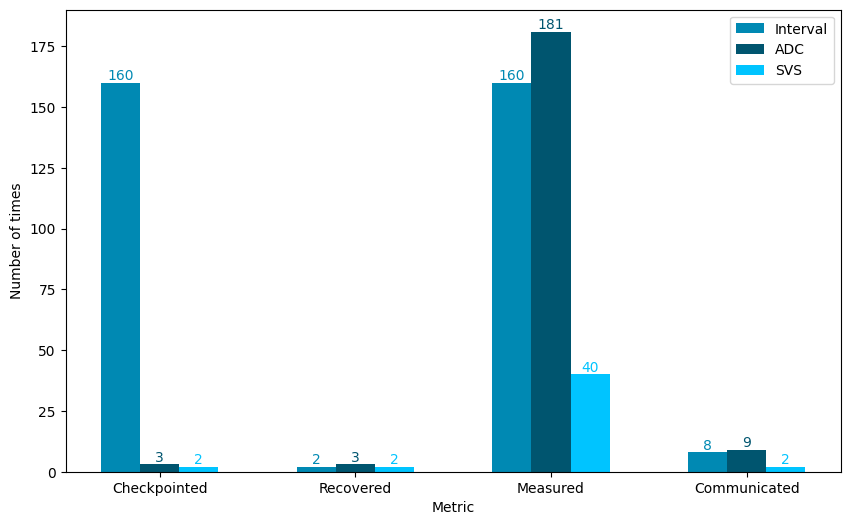 Number of times
175
150
125
100
75
50
25
0
160
3
2
2
3
2
160
181
40
8
9
2
Interval
ADC
SVS
Checkpointed
Recovered
Measured
Communicated
Metric